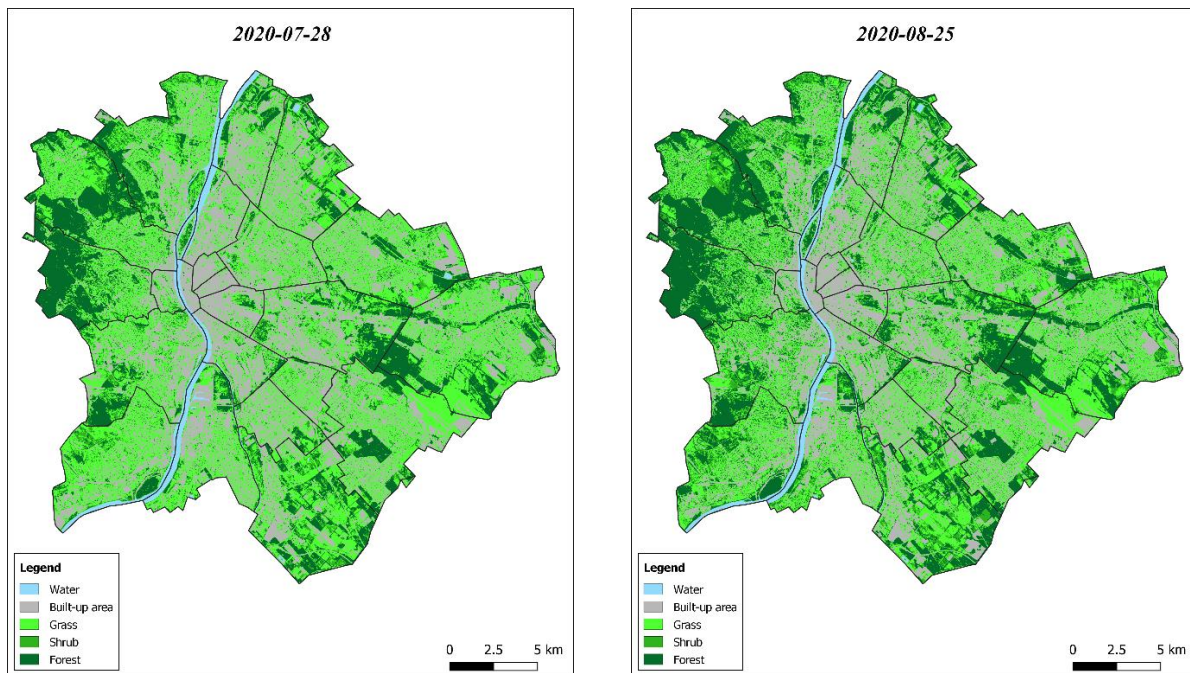 2020-07-28
Legend
Water
Built-up area
Grass
Shrub
Forest
0 2.5 5 km
2020-08-25
Legend
Water
Built-up area
Grass
Shrub
Forest
0 2.5 5 km